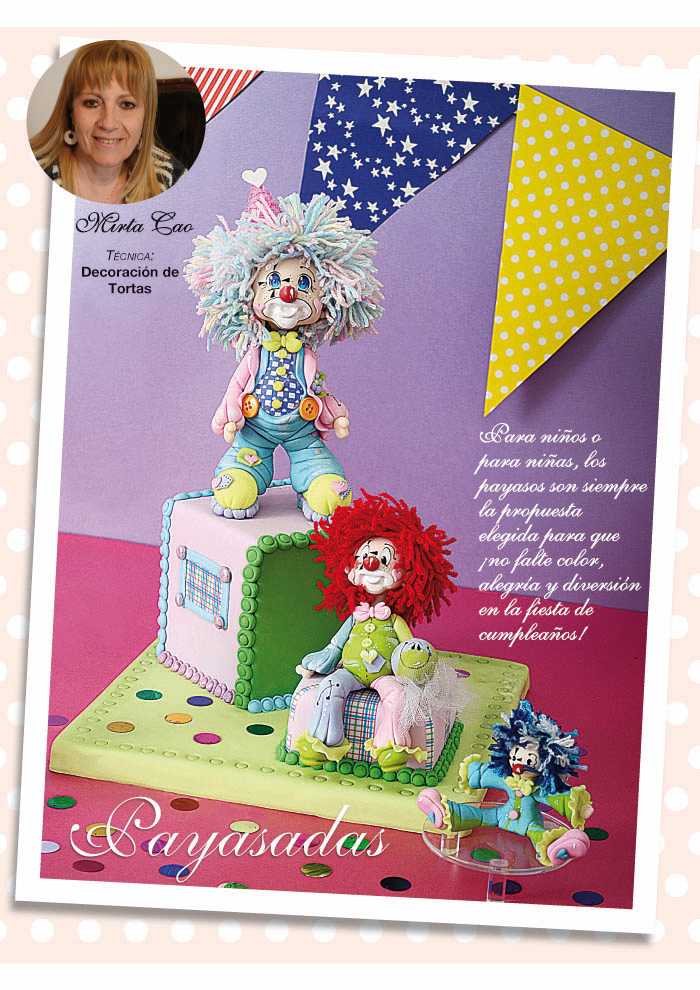 Mirta Cao
Técnica:
Decoración de
Tortas
Para niños o
para niñas, los
payasos son siempre
la propuesta
elegida para que
¡no falte color,
alegría y diversión
en la fiesta de
cumpleaños!
Payasadas